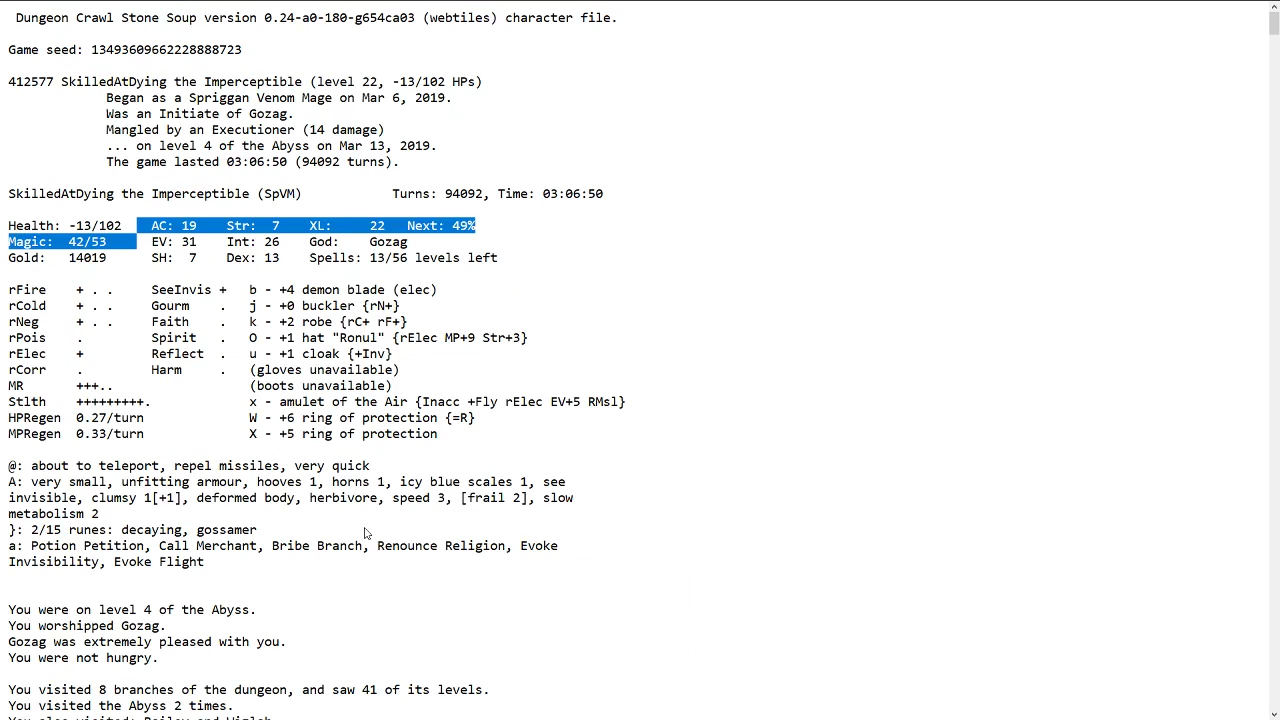 Dungeon Crawl Stone Soup version 0.24-a0-180-g654ca03 (webtiles) character file.
Game seed: 13493609662228888723
412577 SkilledAtDying the Imperceptible (level 22, -13/102 HPs)
Began as a Spriggan Venom Mage on Mar 6, 2019.
Was an Initiate of Gozag.
Mangled by an Executioner (14 damage)
... on level 4 of the Abyss on Mar 13, 2019.
The game lasted 03:06:50 (94092 turns).
SkilledAtDying the Imperceptible (SpVM) Turns: 94092, Time: 03:06:50
Health: -13/102 AC: 19 Str: 7 XL: 22 Next: 49%
Magic: 42/53 EV: 31 Int: 26 God: Gozag
Gold: 14019 SH: 7 Dex: 13 Spells: 13/56 levels left
rFire + . . SeeInvis + b - +4 demon blade (elec)
rCold + . . Gourm . j - +0 buckler {rN+}
rNeg + . . Faith . k - +2 robe {rC+ rF+}
rPois . Spirit . O - +1 hat "Ronul" {rElec MP+9 Str+3}
rElec + Reflect . u - +1 cloak {+Inv}
rCorr . Harm . (gloves unavailable)
MR +++.. (boots unavailable)
Stlth +++++++++. x - amulet of the Air {Inacc +Fly rElec EV+5 RMsl}
HPRegen 0.27/turn W - +6 ring of protection {=R}
MPRegen 0.33/turn X - +5 ring of protection
@: about to teleport, repel missiles, very quick
A: very small, unfitting armour, hooves 1, horns 1, icy blue scales 1, see
invisible, clumsy 1[+1], deformed body, herbivore, speed 3, [frail 2], slow
metabolism 2
}: 2/15 runes: decaying, gossamer
a: Potion Petition, Call Merchant, Bribe Branch, Renounce Religion, Evoke
Invisibility, Evoke Flight
You were on level 4 of the Abyss.
You worshipped Gozag.
Gozag was extremely pleased with you.
You were not hungry.
You visited 8 branches of the dungeon, and saw 41 of its levels.
You visited the Abyss 2 times.
You also visited: